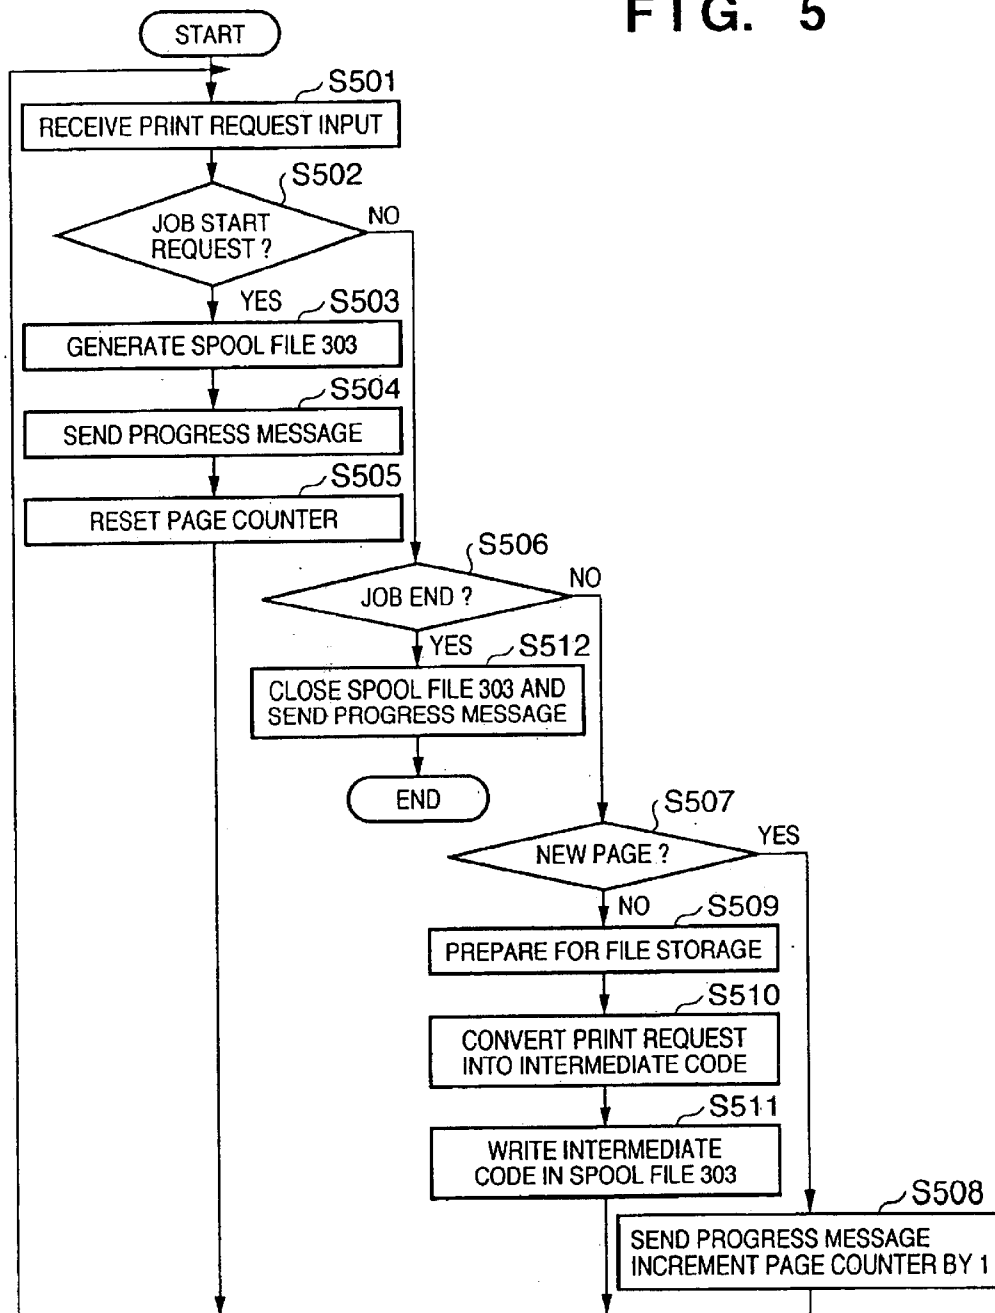 FIG. 5
START
S501
RECEIVE PRINT REQUEST INPUT
S502
JOB START
REQUEST ?
NO
YES
S503
GENERATE SPOOL FILE 303
S504
SEND PROGRESS MESSAGE
S505
RESET PAGE COUNTER
S506
JOB END ?
NO
YES
S512
CLOSE SPOOL FILE 303 AND
SEND PROGRESS MESSAGE
END
S507
NEW PAGE ?
YES
NO
S509
PREPARE FOR FILE STORAGE
S510
CONVERT PRINT REQUEST
INTO INTERMEDIATE CODE
S511
WRITE INTERMEDIATE
CODE IN SPOOL FILE 303
S508
SEND PROGRESS MESSAGE
INCREMENT PAGE COUNTER BY 1